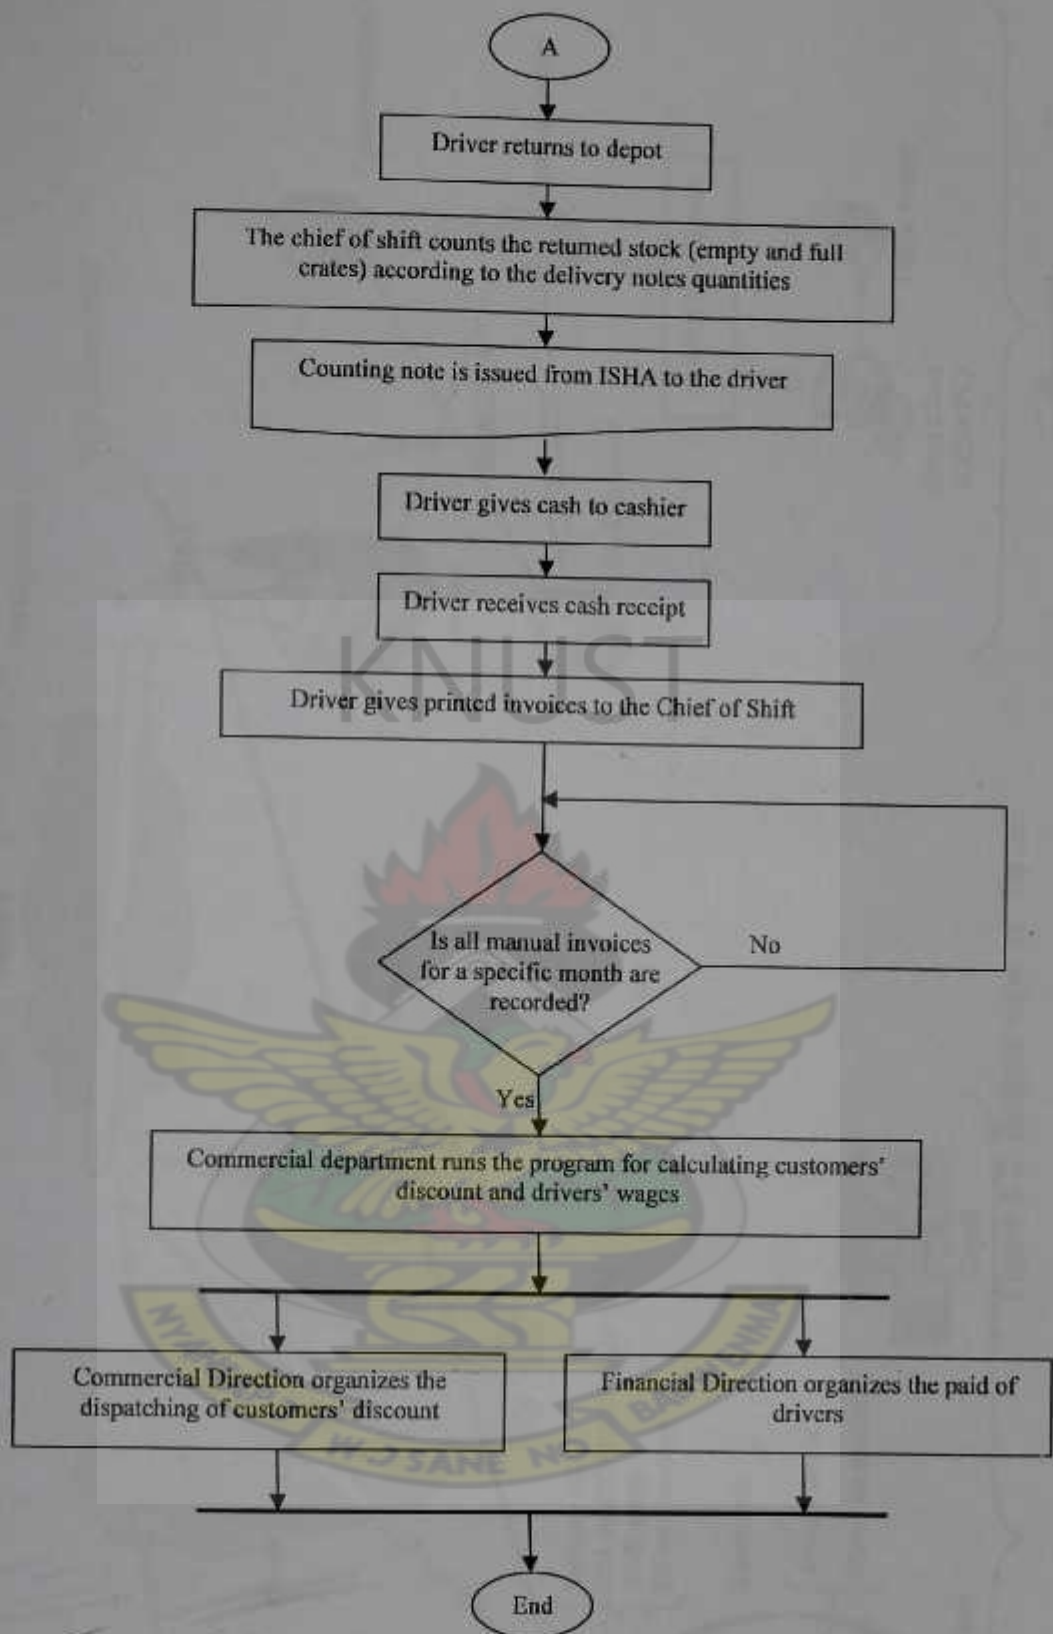 A
Driver returns to depot
The chief of shift counts the returned stock (empty and full
crates) according to the delivery notes quantities
Counting note is issued from ISHA to the driver
Driver gives cash to cashier
Driver receives cash receipt
KNUST
Driver gives printed invoices to the Chief of Shift
Is all manual invoices
for a specific month are
recorded?
No
Yes
Commercial department runs the program for calculating customers'
discount and drivers' wages
Commercial Direction organizes the
dispatching of customers' discount
Financial Direction organizes the paid of
drivers
W Ɔ SANE NO
End